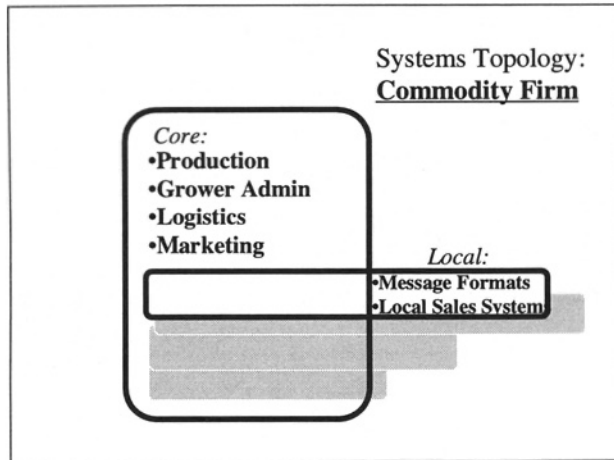 Systems Topology:
Commodity Firm
Core:
•Production
•Grower Admin
•Logistics
•Marketing
Local:
•Message Formats
•Local Sales System